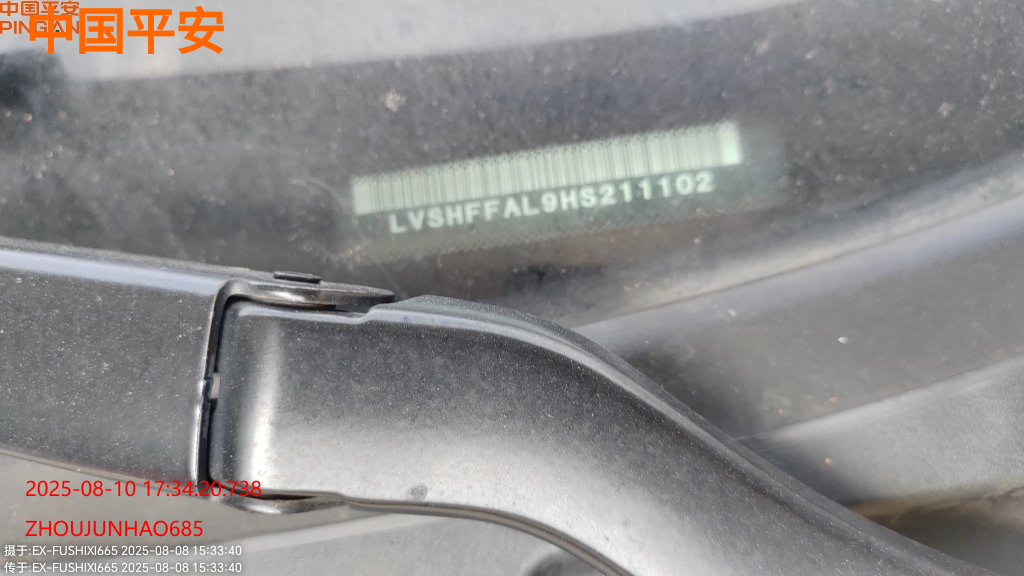 中国平安
PINGAN
中国平安
LVSHFFAL9HS211102
2025-08-10 17:34:20.738
ZHOUJUNHAO685
摄于:EX-FUSHIXI665 2025-08-08 15:33:40
传于:EX-FUSHIXI665 2025-08-08 15:33:40